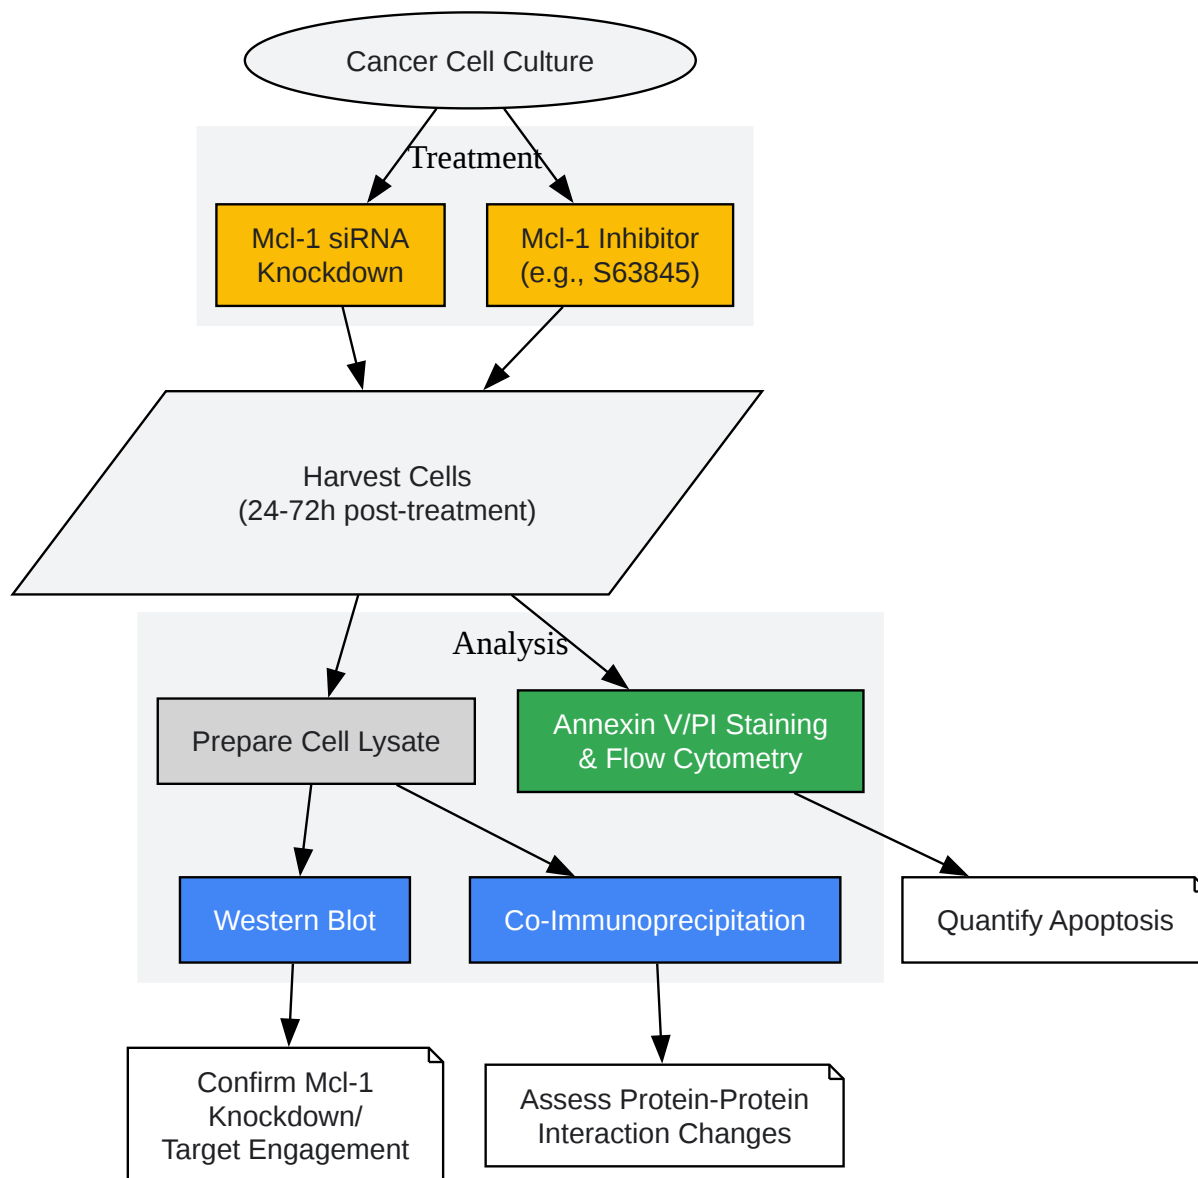 Cancer Cell Culture
Treatment
Mcl-1 siRNA
Knockdown
Mcl-1 Inhibitor
(e.g., S63845)
Harvest Cells
(24-72h post-treatment)
Analysis
Prepare Cell Lysate
Annexin V/PI Staining
& Flow Cytometry
Western Blot
Co-Immunoprecipitation
Quantify Apoptosis
Confirm Mcl-1
Knockdown/
Target Engagement
Assess Protein-Protein
Interaction Changes